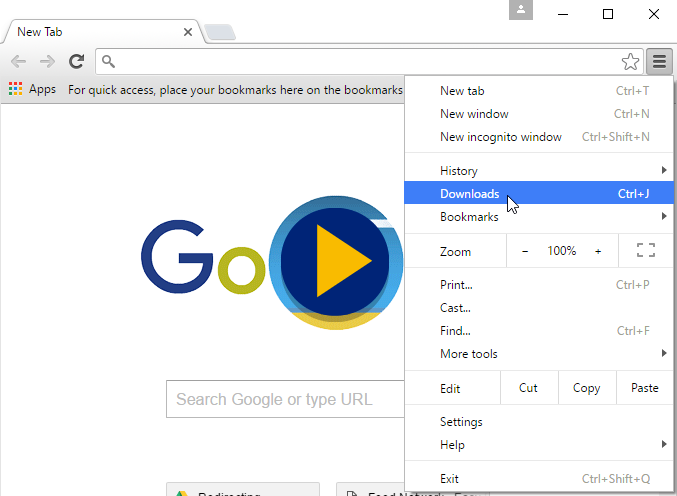 New Tab
Apps For quick access, place your bookmarks here on the bookmarks
New tab Ctrl+T
New window Ctrl+N
New incognito window Ctrl+Shift+N
History
Downloads Ctrl+J
Bookmarks
Zoom − 100% +
Print... Ctrl+P
Cast...
Find... Ctrl+F
More tools
Edit Cut Copy Paste
Settings
Help
Exit Ctrl+Shift+Q
Go
Search Google or type URL
Redirecting
Food Network - Easy